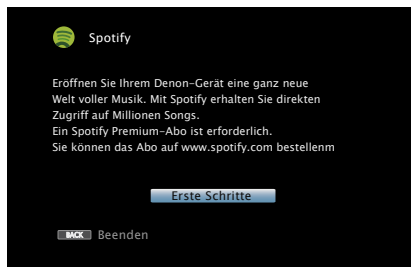 Spotify
Eröffnen Sie Ihrem Denon-Gerät eine ganz neue
Welt voller Musik. Mit Spotify erhalten Sie direkten
Zugriff auf Millionen Songs.
Ein Spotify Premium-Abo ist erforderlich.
Sie können das Abo auf www.spotify.com bestellenm
Erste Schritte
BACK Beenden